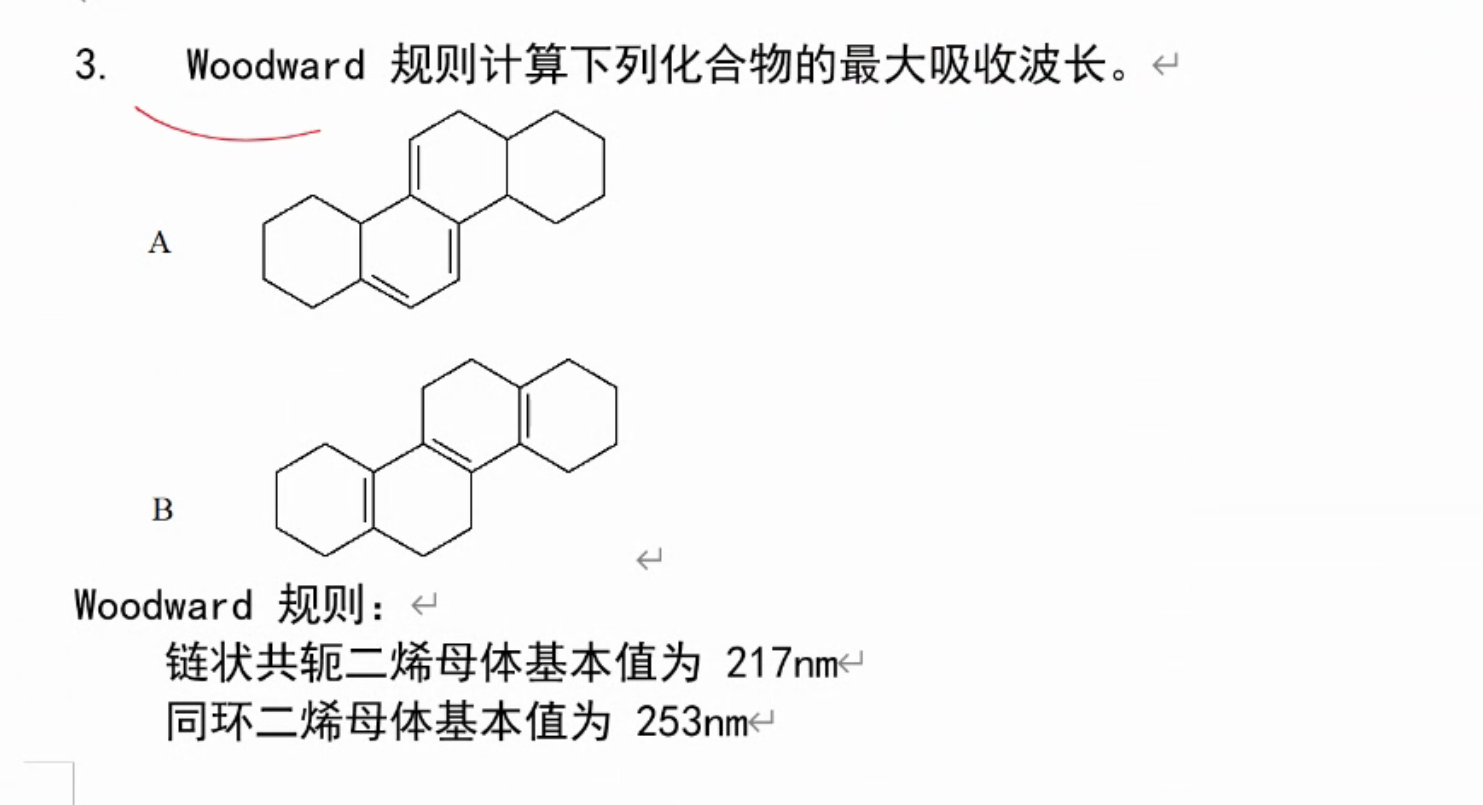 3. Woodward 规则计算下列化合物的最大吸收波长。
A
B
Woodward 规则：
链状共轭二烯母体基本值为 217nm
同环二烯母体基本值为 253nm